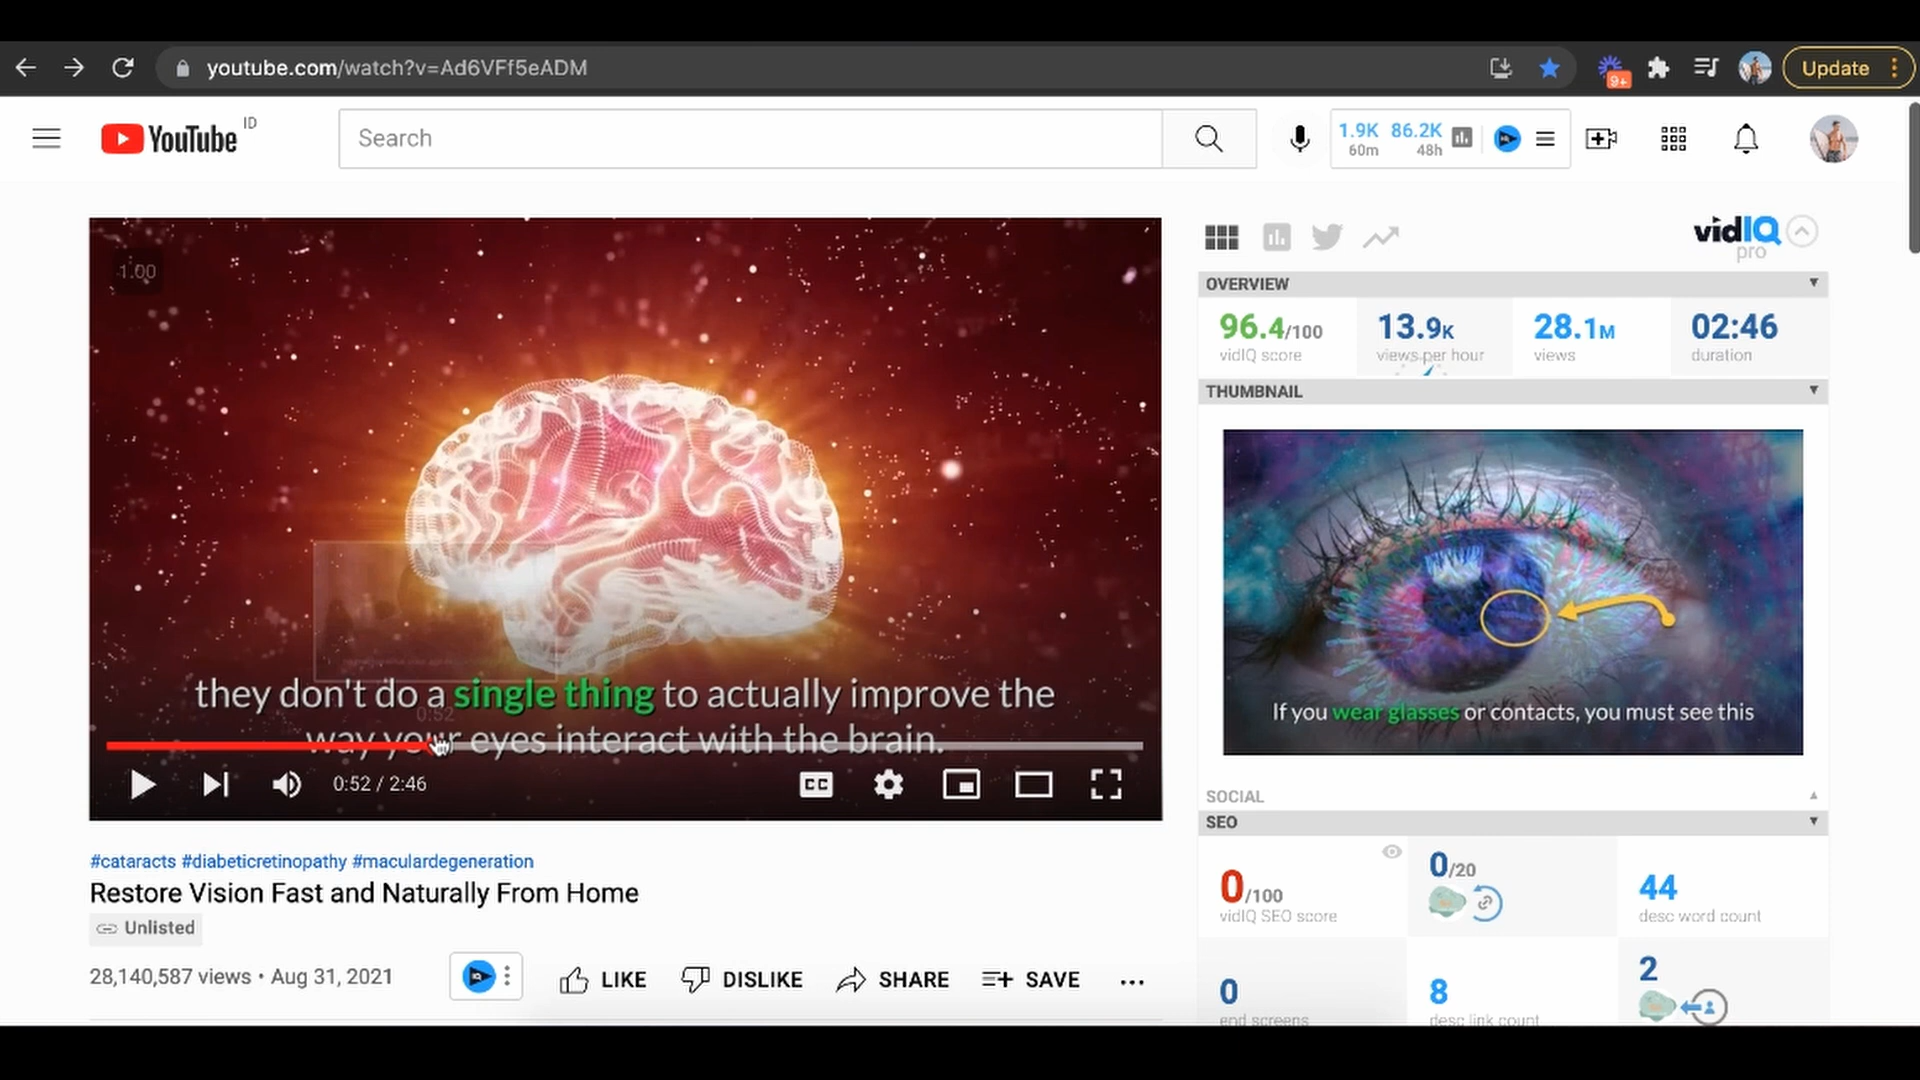 youtube.com/watch?v=Ad6VFf5eADM
9+
Update
YouTube
ID
Search
1.9K 86.2K
60m 48h
1.00
they don't do a single thing to actually improve the
way your eyes interact with the brain.
0:52
0:52 / 2:46
CC
#cataracts #diabeticretinopathy #maculardegeneration
Restore Vision Fast and Naturally From Home
Unlisted
28,140,587 views • Aug 31, 2021
LIKE
DISLIKE
SHARE
SAVE
vidIQ
pro
OVERVIEW
96.4/100
vidIQ score
13.9K
views per hour
28.1M
views
02:46
duration
THUMBNAIL
If you wear glasses or contacts, you must see this
SOCIAL
SEO
0/100
vidIQ SEO score
0/20
44
desc word count
0
end screens
8
desc link count
2